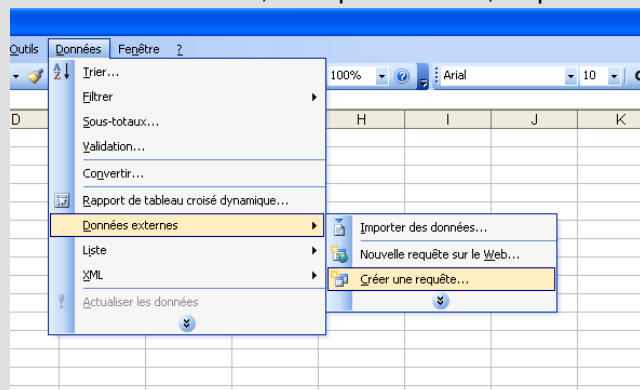 Outils Données Fenêtre ?
100% Arial 10
D H I J K
Trier...
Filtrer
Sous-totaux...
Validation...
Convertir...
Rapport de tableau croisé dynamique...
Données externes
Liste
XML
Actualiser les données
Importer des données...
Nouvelle requête sur le Web...
Créer une requête...